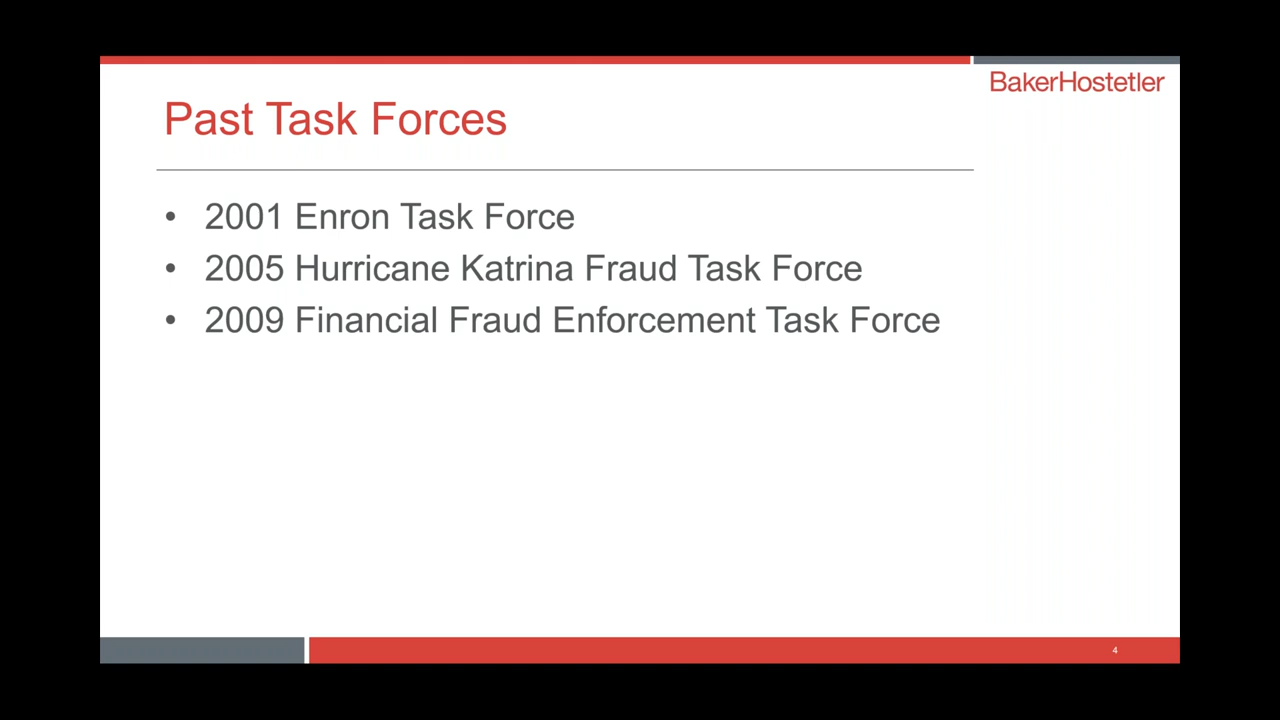 BakerHostetler
Past Task Forces
• 2001 Enron Task Force
• 2005 Hurricane Katrina Fraud Task Force
• 2009 Financial Fraud Enforcement Task Force
4